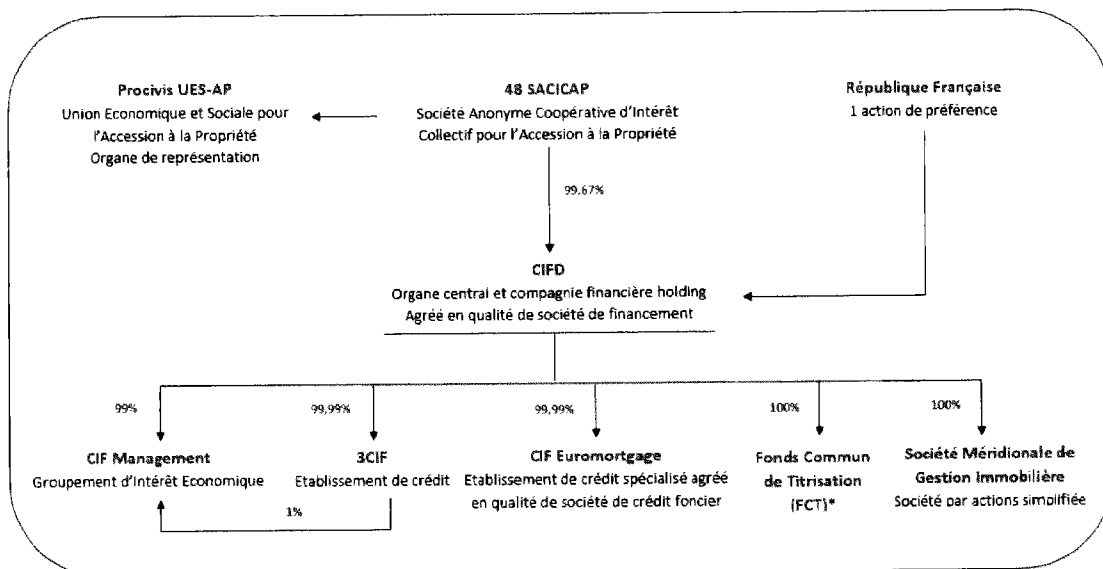 Procivis UES-AP
Union Economique et Sociale pour
l'Accession à la Propriété
Organe de représentation
48 SACICAP
Société Anonyme Coopérative d'Intérêt
Collectif pour l'Accession à la Propriété
République Française
1 action de préférence
99,67%
CIFD
Organe central et compagnie financière holding
Agréé en qualité de société de financement
99%
99,99%
99,99%
100%
100%
CIF Management
Groupement d'Intérêt Economique
3CIF
Etablissement de crédit
CIF Euromortgage
Etablissement de crédit spécialisé agréé
en qualité de société de crédit foncier
Fonds Commun
de Titrisation
(FCT)*
Société Méridionale de
Gestion Immobilière
Société par actions simplifiée
1%